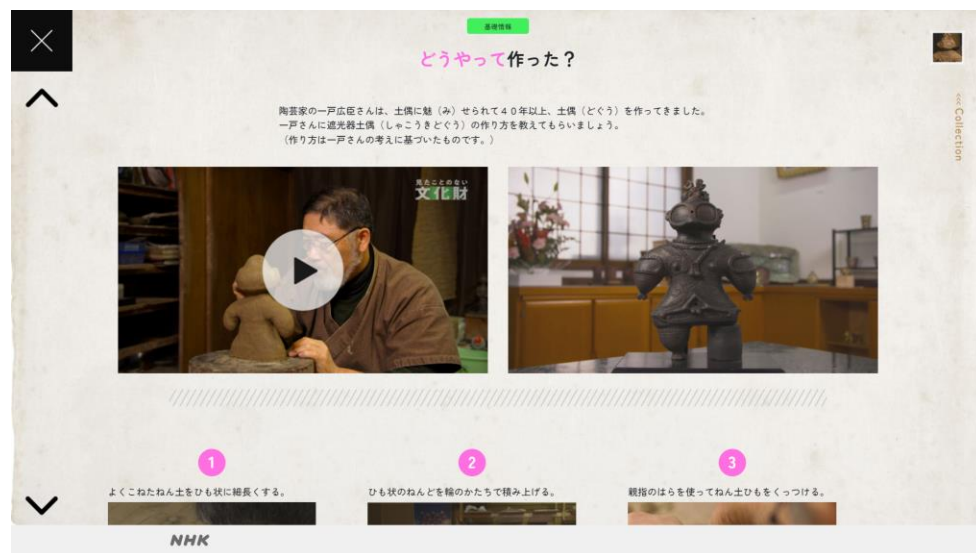 基礎情報
どうやって作った？
陶芸家の一戸広臣さんは、土偶に魅（み）せられて４０年以上、土偶（どぐう）を作ってきました。
一戸さんに遮光器土偶（しゃこうきどぐう）の作り方を教えてもらいましょう。
（作り方は一戸さんの考えに基づいたものです。）
<<< Collection
見たことのない
文化財
1
よくこねたねん土をひも状に細長くする。
2
ひも状のねんどを輪のかたちで積み上げる。
3
親指のはらを使ってねん土ひもをくっつける。
NHK